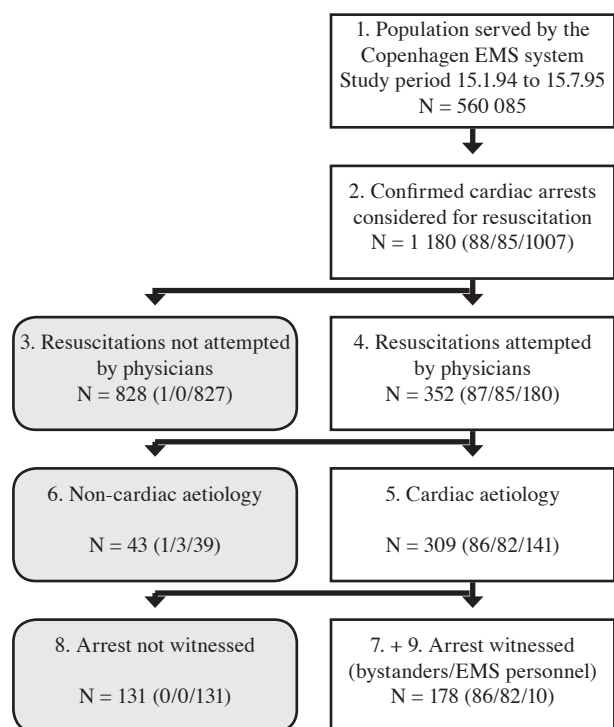 1. Population served by the
Copenhagen EMS system
Study period 15.1.94 to 15.7.95
N = 560 085
2. Confirmed cardiac arrests
considered for resuscitation
N = 1 180 (88/85/1007)
3. Resuscitations not attempted
by physicians
N = 828 (1/0/827)
4. Resuscitations attempted
by physicians
N = 352 (87/85/180)
6. Non-cardiac aetiology
N = 43 (1/3/39)
5. Cardiac aetiology
N = 309 (86/82/141)
8. Arrest not witnessed
N = 131 (0/0/131)
7. + 9. Arrest witnessed
(bystanders/EMS personnel)
N = 178 (86/82/10)